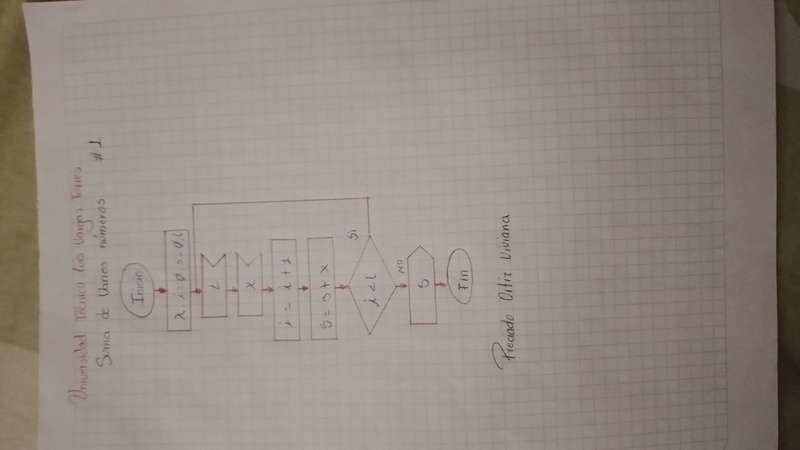 Universidad Técnica Luis Vargas Torres
Suma de Varios números #1
Inicio
x, i=0, s=0, l
L
X
i = i + 1
S = s + x
Si
i < l
NO
S
Fin
Preciado Ortiz Viviana